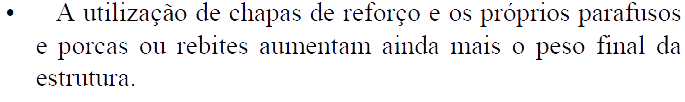 • A utilização de chapas de reforço e os próprios parafusos
e porcas ou rebites aumentam ainda mais o peso final da
estrutura.